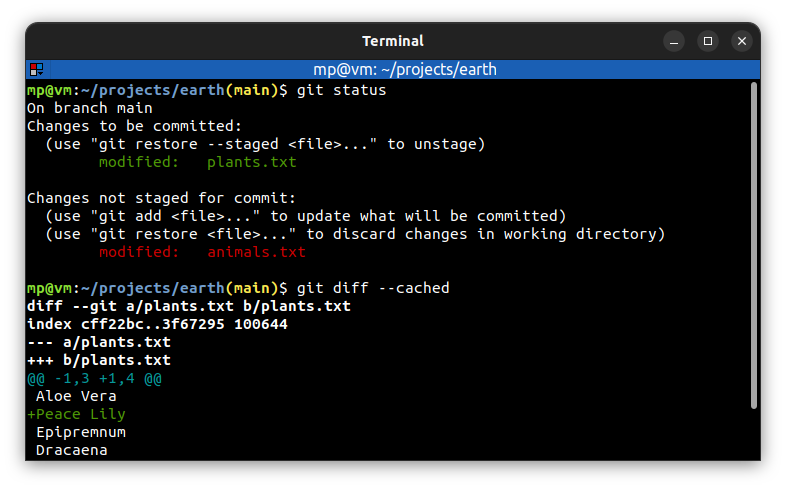 Terminal
mp@vm: ~/projects/earth
mp@vm:~/projects/earth(main)$ git status
On branch main
Changes to be committed:
  (use "git restore --staged <file>..." to unstage)
        modified:   plants.txt

Changes not staged for commit:
  (use "git add <file>..." to update what will be committed)
  (use "git restore <file>..." to discard changes in working directory)
        modified:   animals.txt

mp@vm:~/projects/earth(main)$ git diff --cached
diff --git a/plants.txt b/plants.txt
index cff22bc..3f67295 100644
--- a/plants.txt
+++ b/plants.txt
@@ -1,3 +1,4 @@
 Aloe Vera
+Peace Lily
 Epipremnum
 Dracaena